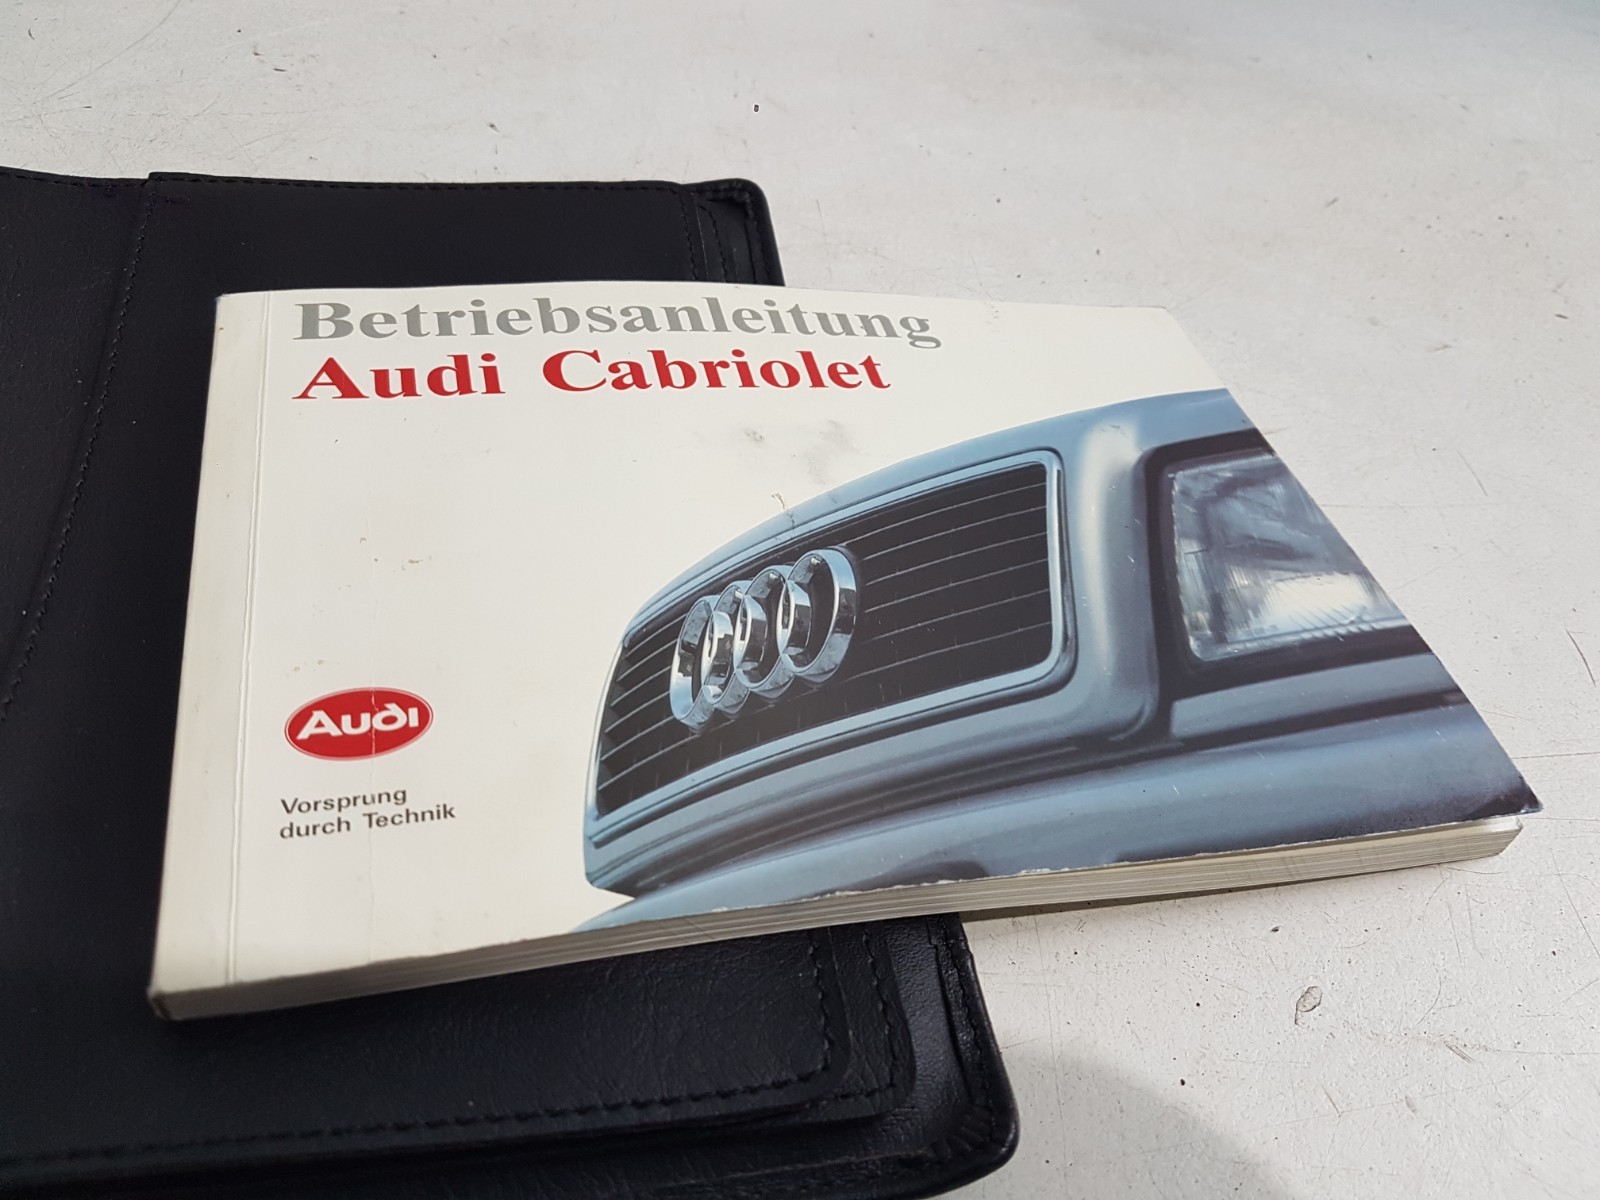 Betriebsanleitung
Audi Cabriolet
Audi
Vorsprung
durch Technik